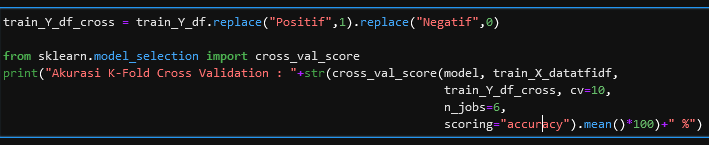 train_Y_df_cross = train_Y_df.replace("Positif",1).replace("Negatif",0)
from sklearn.model_selection import cross_val_score
print("Akurasi K-Fold Cross Validation : "+str(cross_val_score(model, train_X_datatfidf,
train_Y_df_cross, cv=10,
n_jobs=6,
scoring="accuracy").mean()*100)+" %")